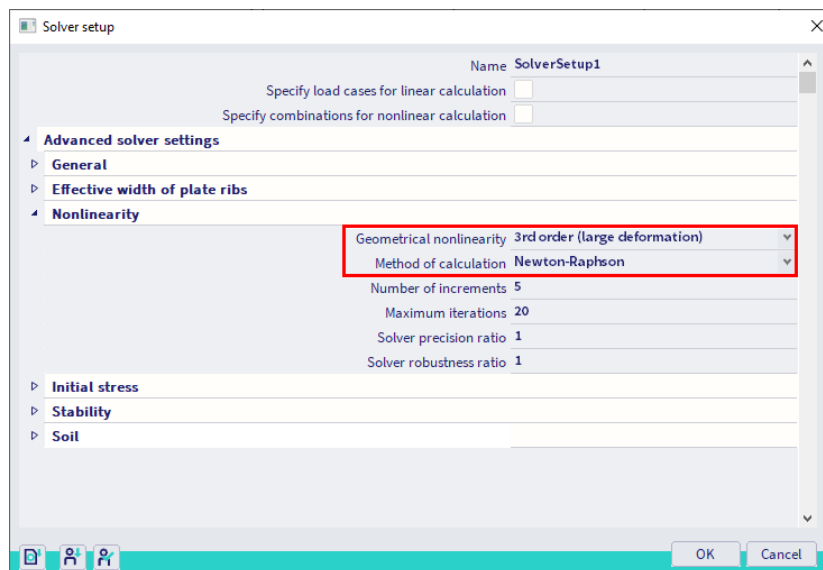 Solver setup
Name SolverSetup1
Specify load cases for linear calculation
Specify combinations for nonlinear calculation
Advanced solver settings
General
Effective width of plate ribs
Nonlinearity
Geometrical nonlinearity 3rd order (large deformation)
Method of calculation Newton-Raphson
Number of increments 5
Maximum iterations 20
Solver precision ratio 1
Solver robustness ratio 1
Initial stress
Stability
Soil
OK Cancel